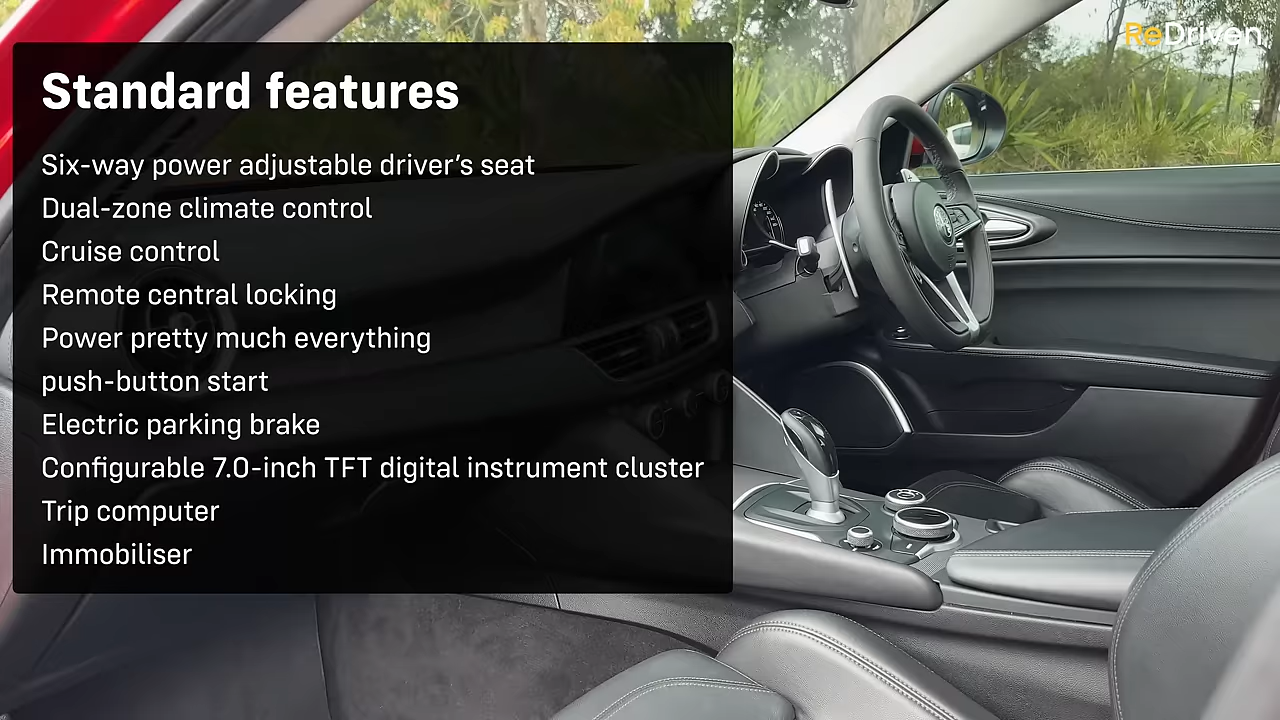 ReDriven
Standard features
Six-way power adjustable driver’s seat
Dual-zone climate control
Cruise control
Remote central locking
Power pretty much everything
push-button start
Electric parking brake
Configurable 7.0-inch TFT digital instrument cluster
Trip computer
Immobiliser